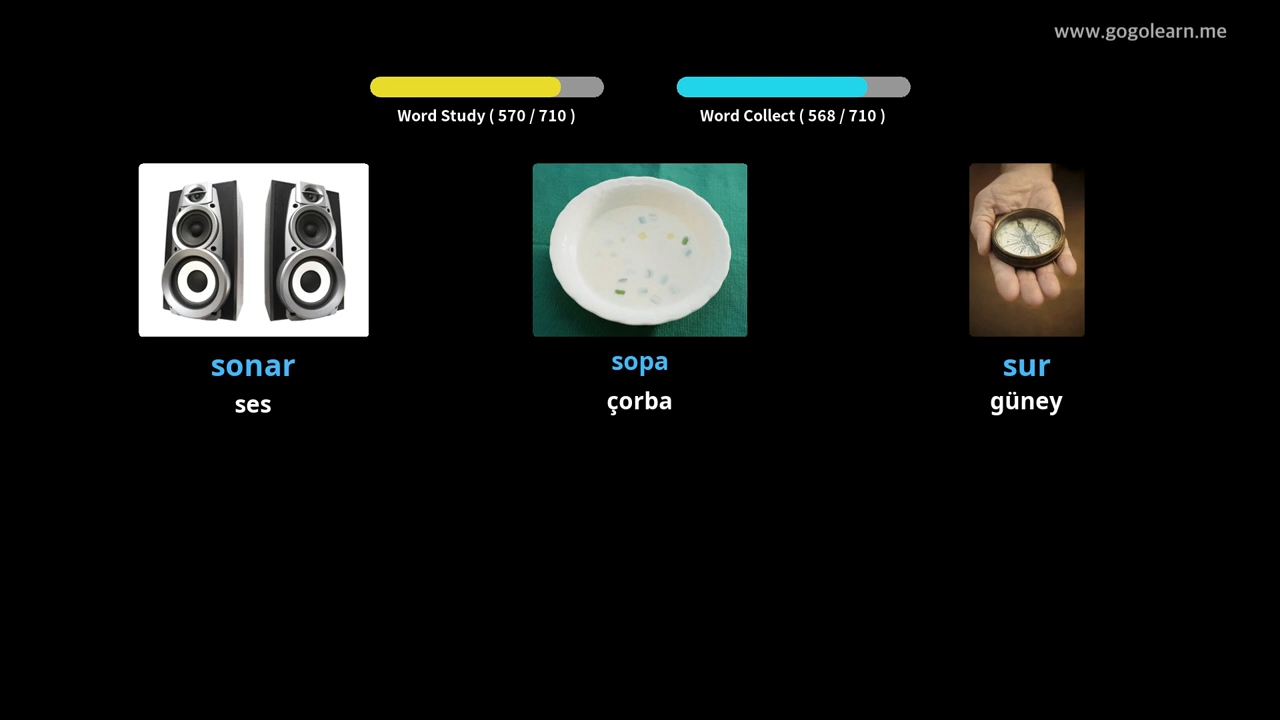 www.gogolearn.me
Word Study ( 570 / 710 )
Word Collect ( 568 / 710 )
sonar
ses
sopa
çorba
sur
güney